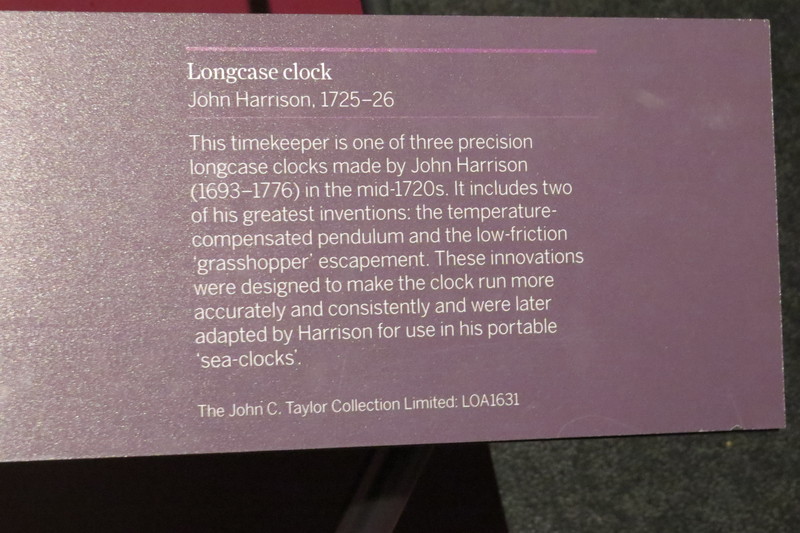 Longcase clock
John Harrison, 1725–26
This timekeeper is one of three precision
longcase clocks made by John Harrison
(1693–1776) in the mid-1720s. It includes two
of his greatest inventions: the temperature-
compensated pendulum and the low-friction
‘grasshopper’ escapement. These innovations
were designed to make the clock run more
accurately and consistently and were later
adapted by Harrison for use in his portable
‘sea-clocks’.
The John C. Taylor Collection Limited: LOA1631